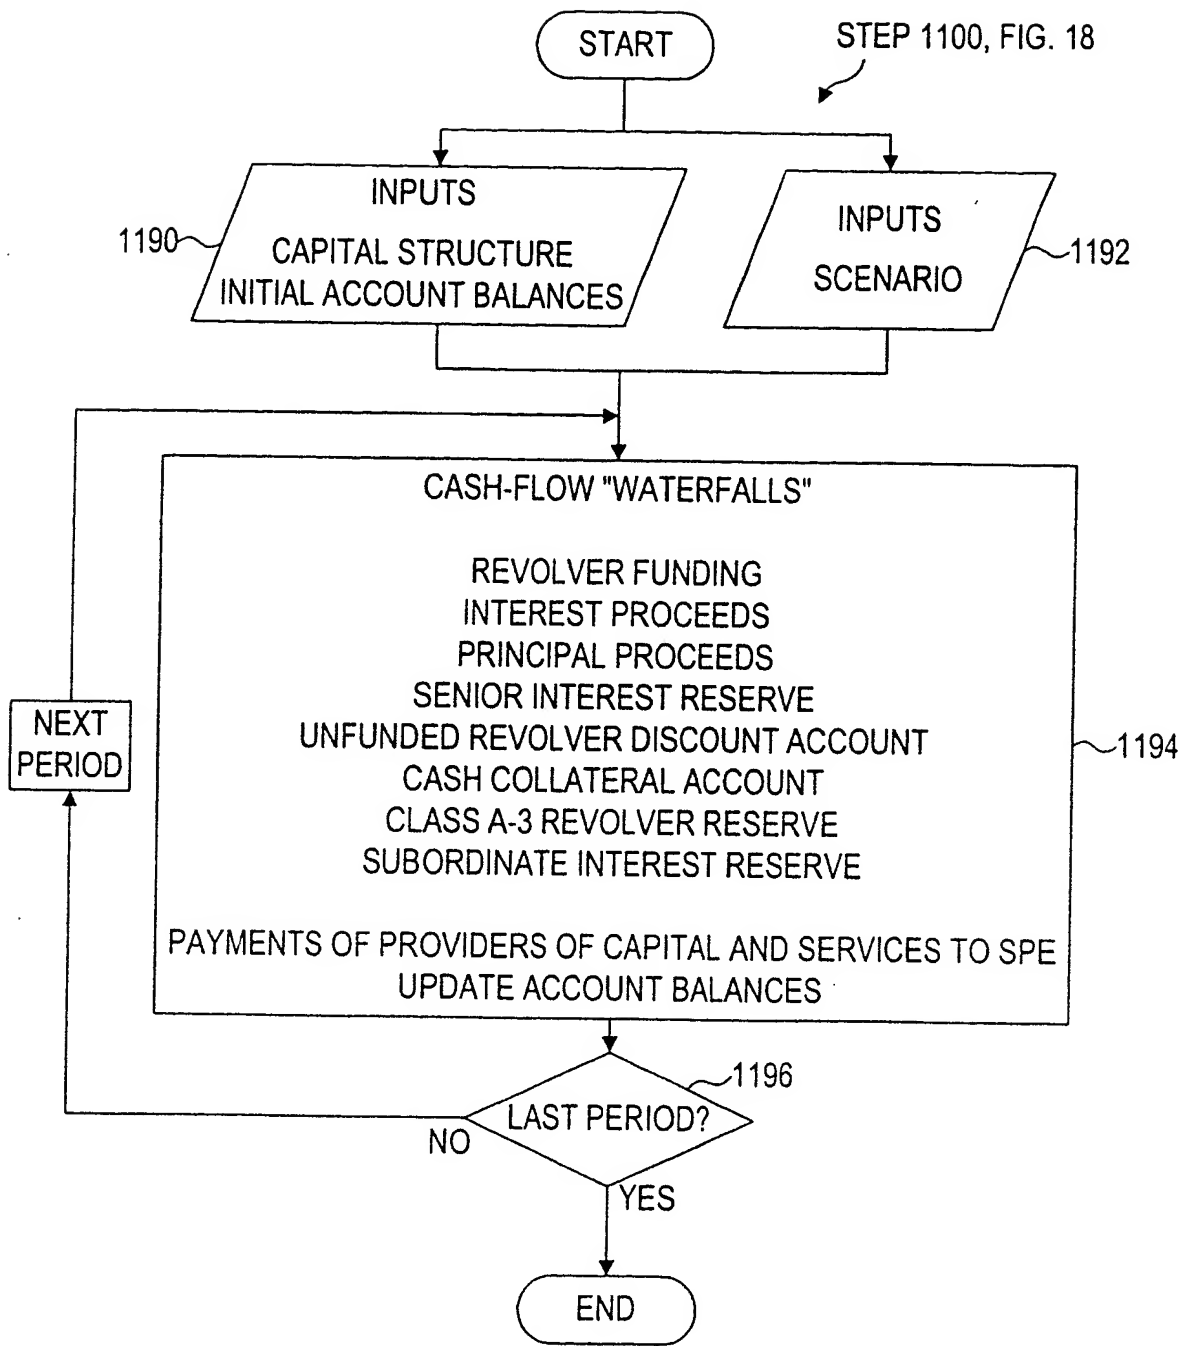 START
STEP 1100, FIG. 18
INPUTS
CAPITAL STRUCTURE
INITIAL ACCOUNT BALANCES
1190
INPUTS
SCENARIO
1192
CASH-FLOW "WATERFALLS"
REVOLVER FUNDING
INTEREST PROCEEDS
PRINCIPAL PROCEEDS
SENIOR INTEREST RESERVE
UNFUNDED REVOLVER DISCOUNT ACCOUNT
CASH COLLATERAL ACCOUNT
CLASS A-3 REVOLVER RESERVE
SUBORDINATE INTEREST RESERVE
PAYMENTS OF PROVIDERS OF CAPITAL AND SERVICES TO SPE
UPDATE ACCOUNT BALANCES
1194
NEXT
PERIOD
1196
LAST PERIOD?
NO
YES
END